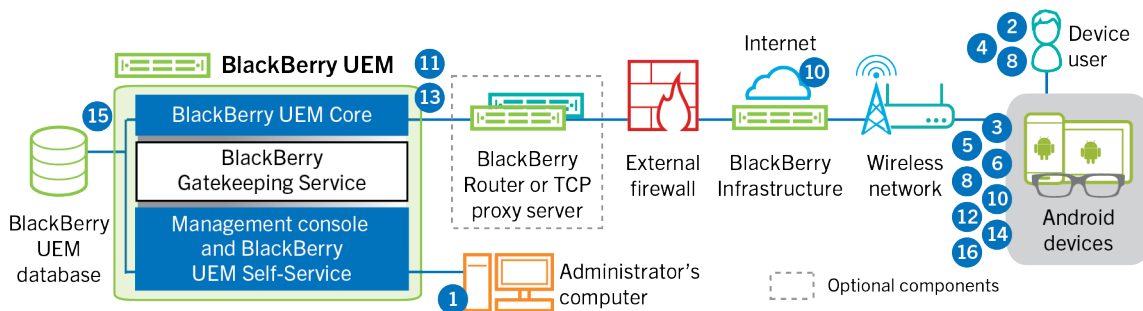 BlackBerry UEM
11
13
15
BlackBerry UEM Core
BlackBerry
Gatekeeping Service
Management console
and BlackBerry
UEM Self-Service
BlackBerry
UEM
database
1
Administrator's
computer
BlackBerry
Router or TCP
proxy server
External
firewall
Internet
10
BlackBerry
Infrastructure
Wireless
network
2
4
8
Device
user
3
5
6
8
10
12
14
16
Android
devices
Optional components